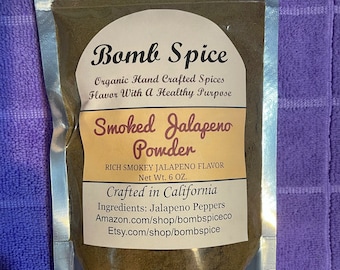 Bomb Spice
Organic Hand Crafted Spices
Flavor With A Healthy Purpose
Smoked Jalapeno
Powder
RICH SMOKEY JALAPENO FLAVOR
Net Wt. 6 OZ.
Crafted in California
Ingredients: Jalapeno Peppers
Amazon.com/shop/bombspiceco
Etsy.com/shop/bombspice